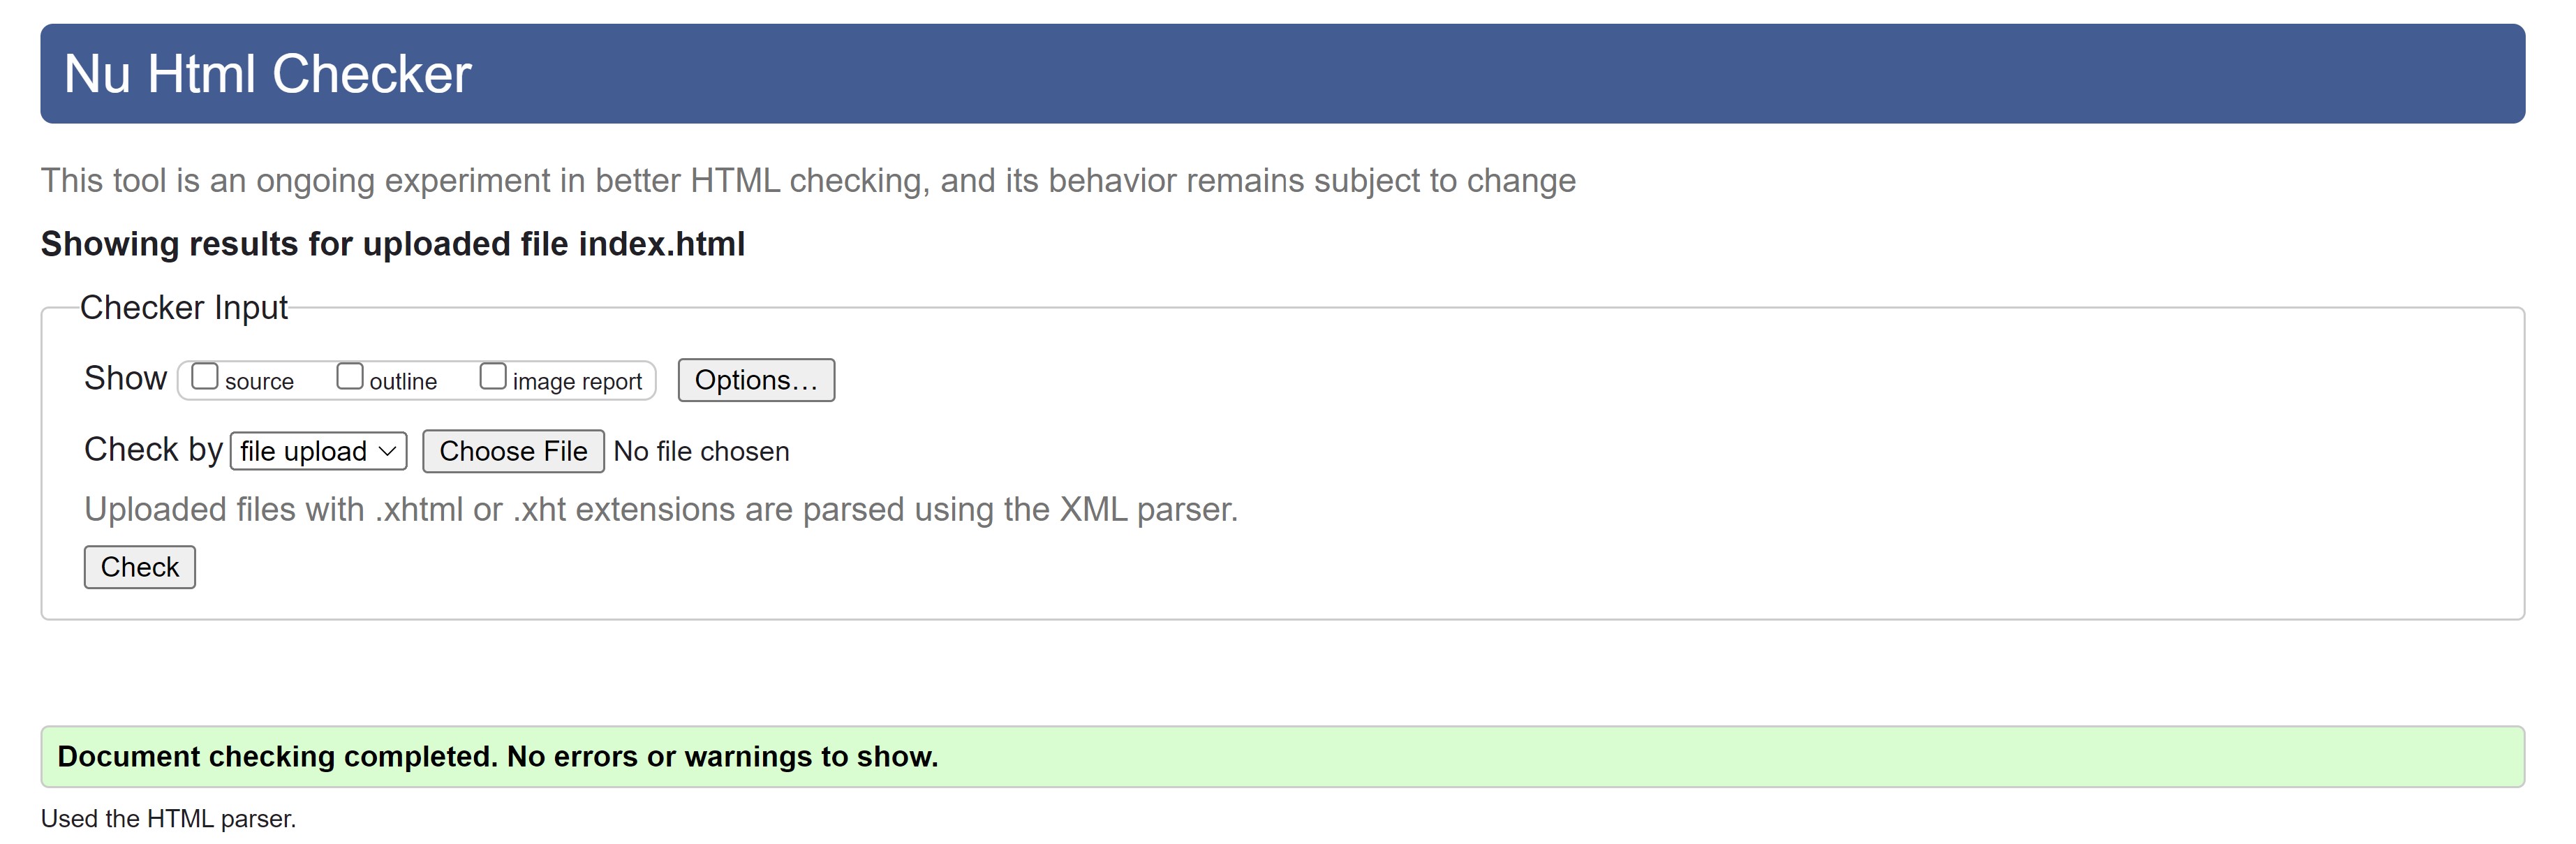 Nu Html Checker
This tool is an ongoing experiment in better HTML checking, and its behavior remains subject to change
Showing results for uploaded file index.html
Checker Input
Show source outline image report Options…
Check by file upload Choose File No file chosen
Uploaded files with .xhtml or .xht extensions are parsed using the XML parser.
Check
Document checking completed. No errors or warnings to show.
Used the HTML parser.